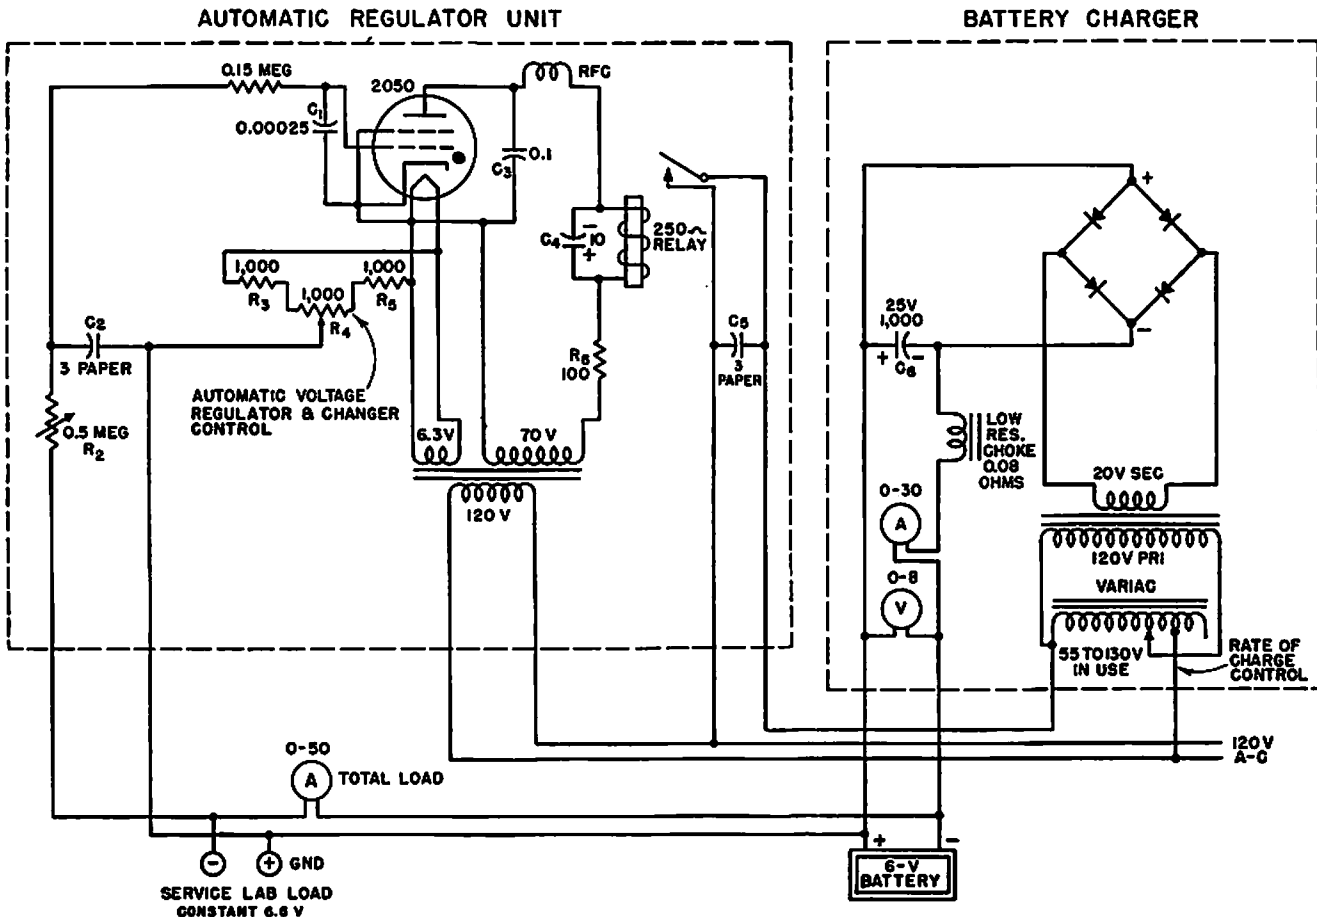 AUTOMATIC REGULATOR UNIT
BATTERY CHARGER
0.15 MEG
C1
0.00025
2050
RFC
0.1
C3
C4
10
250~
RELAY
1,000
R3
1,000
R4
1,000
R5
C2
3 PAPER
0.5 MEG
R2
AUTOMATIC VOLTAGE
REGULATOR & CHANGER
CONTROL
R6
100
C5
3
PAPER
6.3V
70 V
120 V
25V
1,000
+ -
C6
+
-
LOW
RES.
CHOKE
0.08
OHMS
0-30
A
0-8
V
20V SEC
120V PRI
VARIAC
55 TO 130V
IN USE
RATE OF
CHARGE
CONTROL
120V
A-C
0-50
A TOTAL LOAD
- + GND
SERVICE LAB LOAD
CONSTANT 6.6 V
+ -
6-V
BATTERY